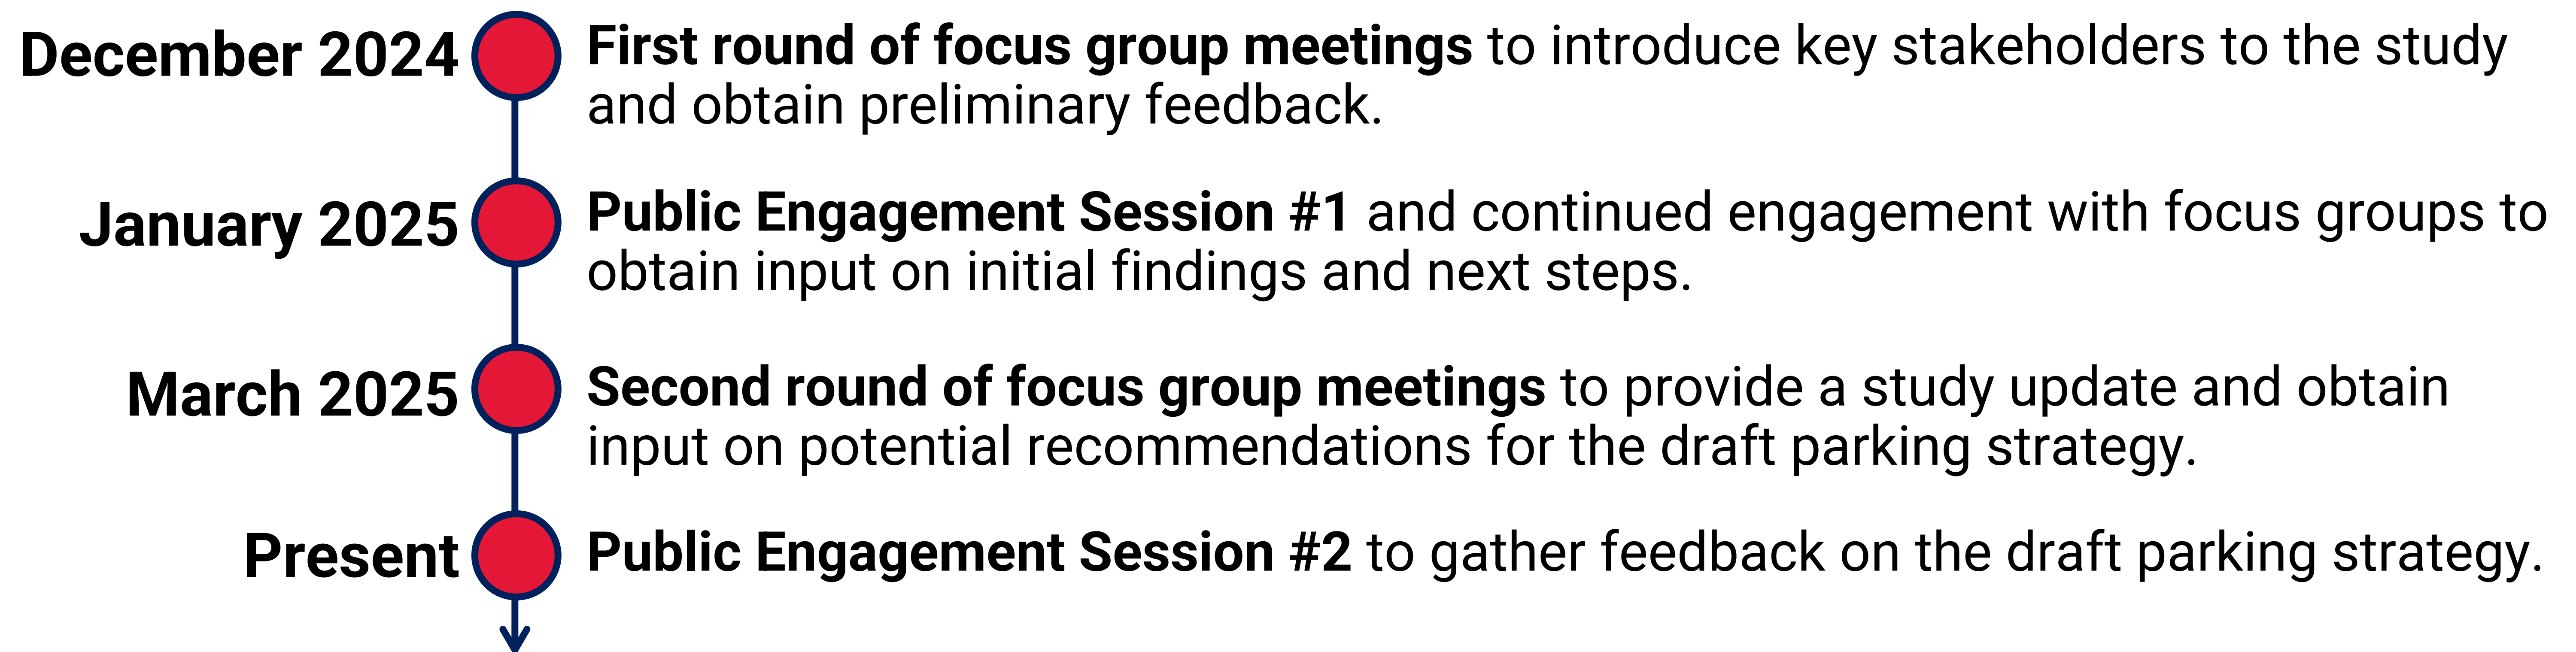 December 2024
First round of focus group meetings to introduce key stakeholders to the study
and obtain preliminary feedback.
January 2025
Public Engagement Session #1 and continued engagement with focus groups to
obtain input on initial findings and next steps.
March 2025
Second round of focus group meetings to provide a study update and obtain
input on potential recommendations for the draft parking strategy.
Present
Public Engagement Session #2 to gather feedback on the draft parking strategy.